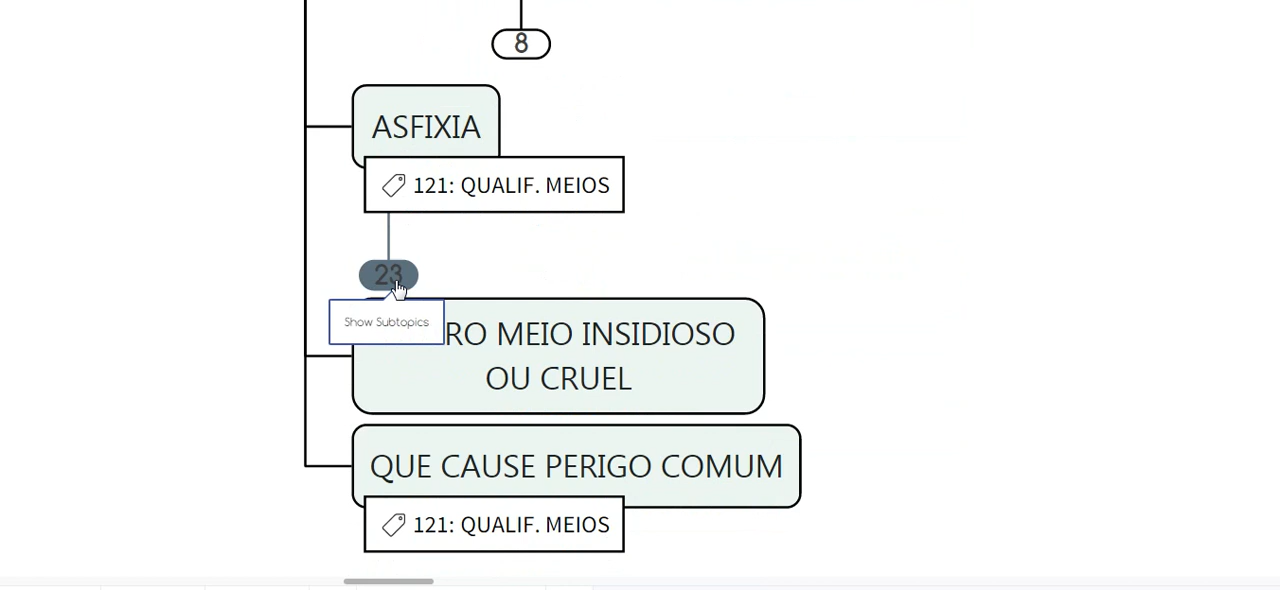 8
ASFIXIA
121: QUALIF. MEIOS
23
Show Subtopics
RO MEIO INSIDIOSO
OU CRUEL
QUE CAUSE PERIGO COMUM
121: QUALIF. MEIOS